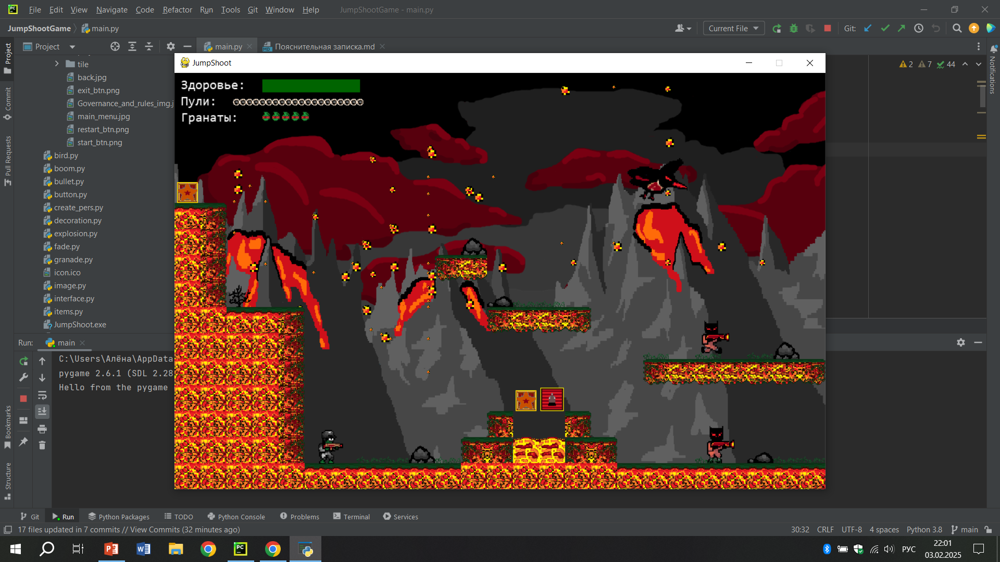 File Edit View Navigate Code Refactor Run Tools Git Window Help JumpShootGame - main.py
JumpShootGame main.py Current File Git:
Project main.py Пояснительная записка.md
tile
back.jpg
exit_btn.png
Governance_and_rules_img.j
main_menu.jpg
restart_btn.png
start_btn.png
bird.py
boom.py
bullet.py
button.py
create_pers.py
decoration.py
explosion.py
fade.py
granade.py
icon.ico
image.py
interface.py
items.py
JumpShoot.exe
Project
Commit
Pull Requests
Bookmarks
Structure
JumpShoot
Здоровье:
Пули:
Гранаты:
2 7 44
Notifications
Run: main
C:\Users\Алёна\AppData
pygame 2.6.1 (SDL 2.28
Hello from the pygame
Git Run Python Packages TODO Python Console Problems Terminal Services
17 files updated in 7 commits // View Commits (32 minutes ago) 30:32 CRLF UTF-8 4 spaces Python 3.8 main
РУС
22:01
03.02.2025